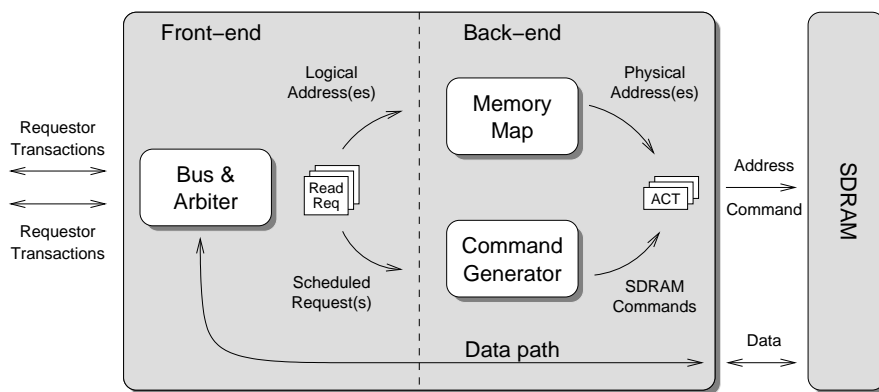 Front−end
Back−end
Requestor
Transactions
Requestor
Transactions
Bus &
Arbiter
Logical
Address(es)
Read
Req
Scheduled
Request(s)
Memory
Map
Command
Generator
Physical
Address(es)
ACT
SDRAM
Commands
Data path
Address
Command
Data
SDRAM